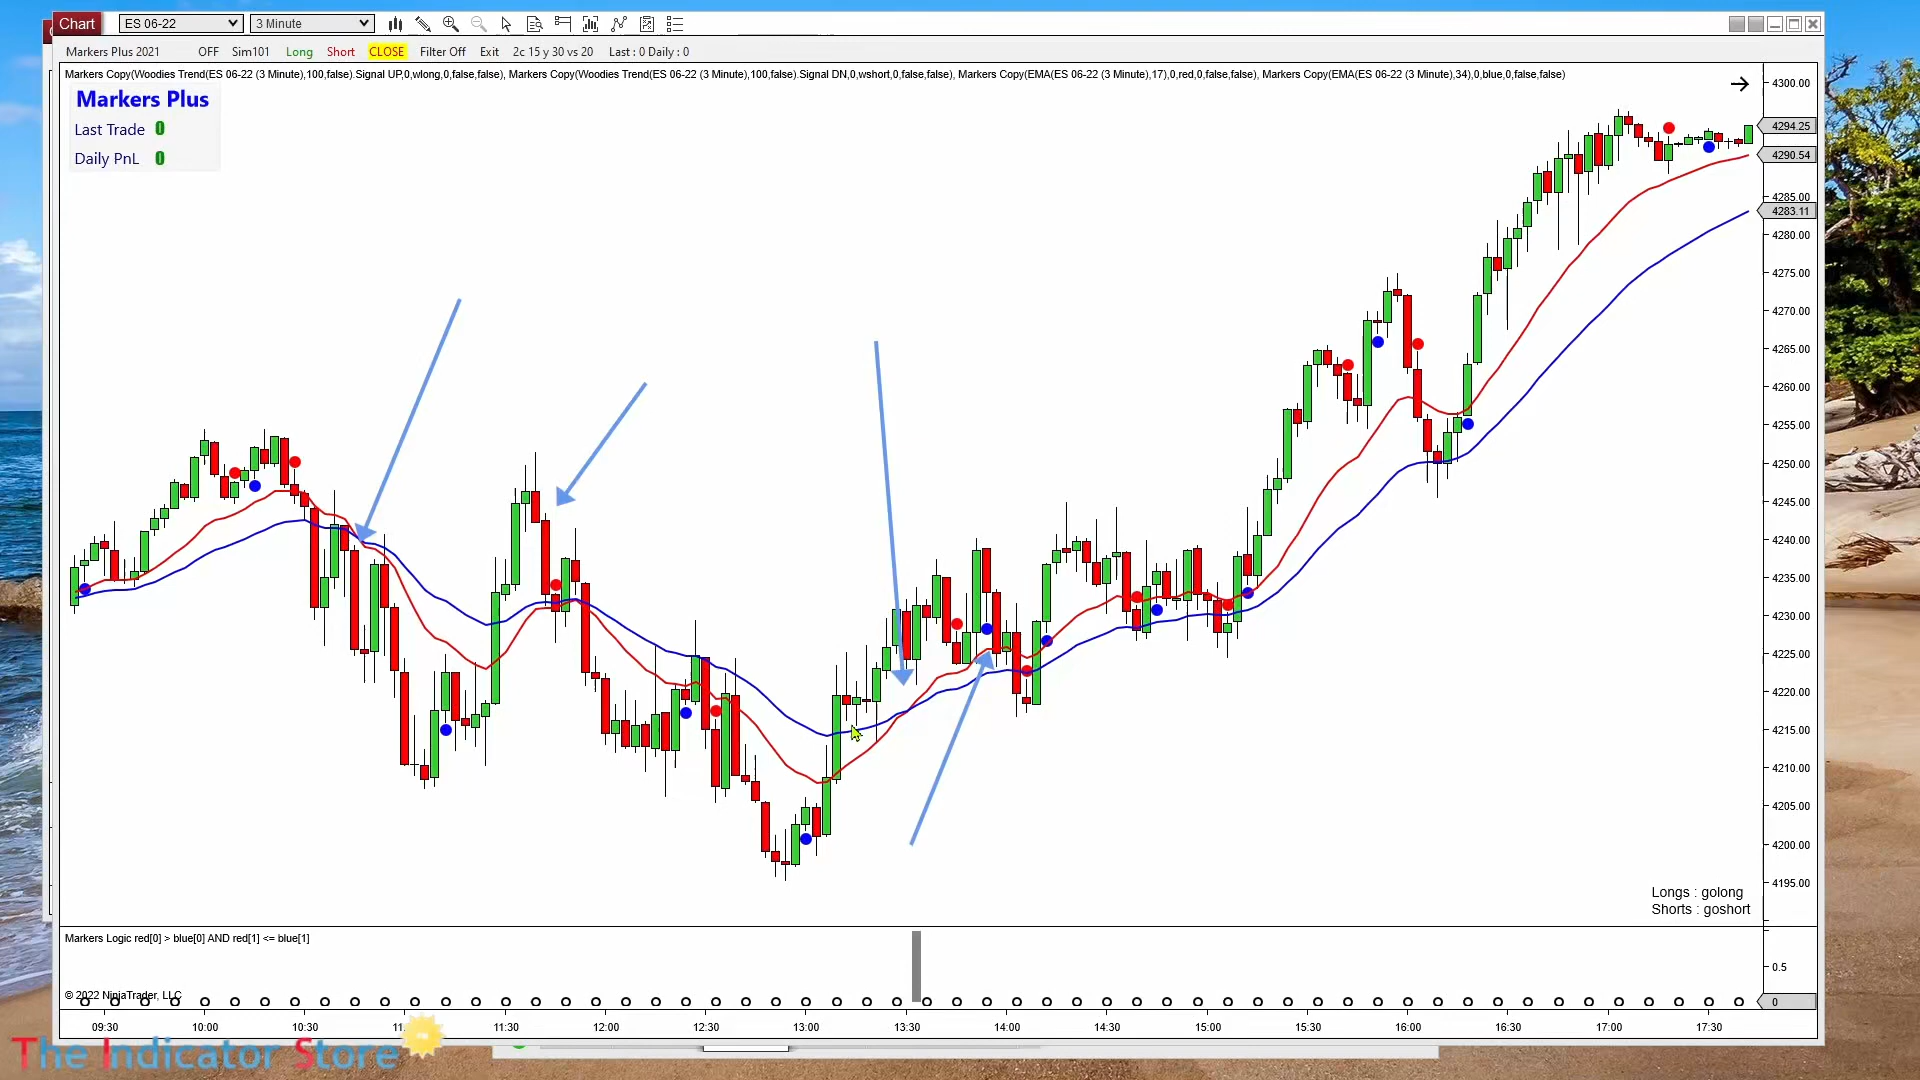 Chart ES 06-22 3 Minute
Markers Plus 2021 OFF Sim101 Long Short CLOSE Filter Off Exit 2c 15 y 30 vs 20 Last : 0 Daily : 0
Markers Copy(Woodies Trend(ES 06-22 (3 Minute),100,false).Signal UP,0,wlong,0,false,false), Markers Copy(Woodies Trend(ES 06-22 (3 Minute),100,false).Signal DN,0,wshort,0,false,false), Markers Copy(EMA(ES 06-22 (3 Minute),17),0,red,0,false,false), Markers Copy(EMA(ES 06-22 (3 Minute),34),0,blue,0,false,false)
Markers Plus
Last Trade 0
Daily PnL 0
4300.00
4294.25
4290.54
4285.00
4283.11
4280.00
4275.00
4270.00
4265.00
4260.00
4255.00
4250.00
4245.00
4240.00
4235.00
4230.00
4225.00
4220.00
4215.00
4210.00
4205.00
4200.00
4195.00
Longs : golong
Shorts : goshort
Markers Logic red[0] > blue[0] AND red[1] <= blue[1]
0.5
© 2022 NinjaTrader, LLC
0
09:30 10:00 10:30 11:30 12:00 12:30 13:00 13:30 14:00 14:30 15:00 15:30 16:00 16:30 17:00 17:30
The Indicator Store